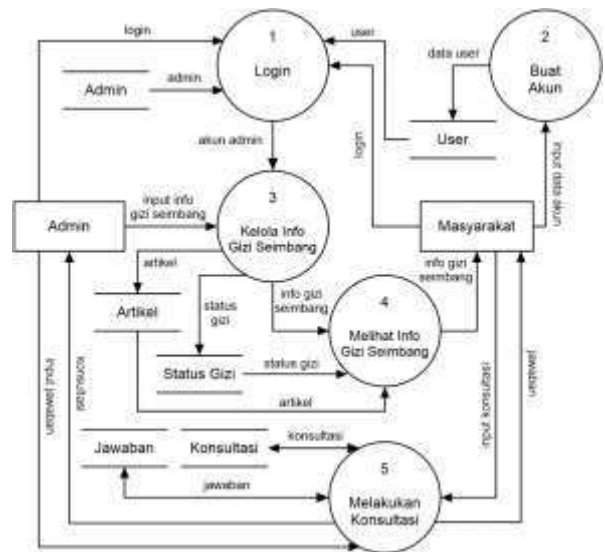 login
1
Login
user
2
Buat
Akun
data user
Admin
admin
User
akun admin
login
input data akun
3
Kelola Info
Gizi Seimbang
Admin
input info
gizi seimbang
Masyarakat
artikel
info gizi
seimbang
Artikel
status
gizi
info gizi
seimbang
4
Melihat Info
Gizi Seimbang
Status Gizi
status gizi
artikel
input jawaban
konsultasi
input konsultasi
jawaban
Jawaban
Konsultasi
konsultasi
jawaban
5
Melakukan
Konsultasi